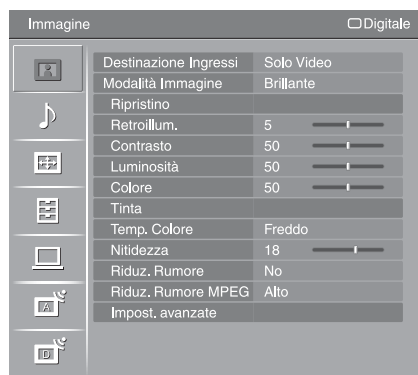 Immagine Digitale
Destinazione Ingressi Solo Video
Modalità Immagine Brillante
Ripristino
Retroillum. 5
Contrasto 50
Luminosità 50
Colore 50
Tinta
Temp. Colore Freddo
Nitidezza 18
Riduz. Rumore No
Riduz. Rumore MPEG Alto
Impost. avanzate
A
D